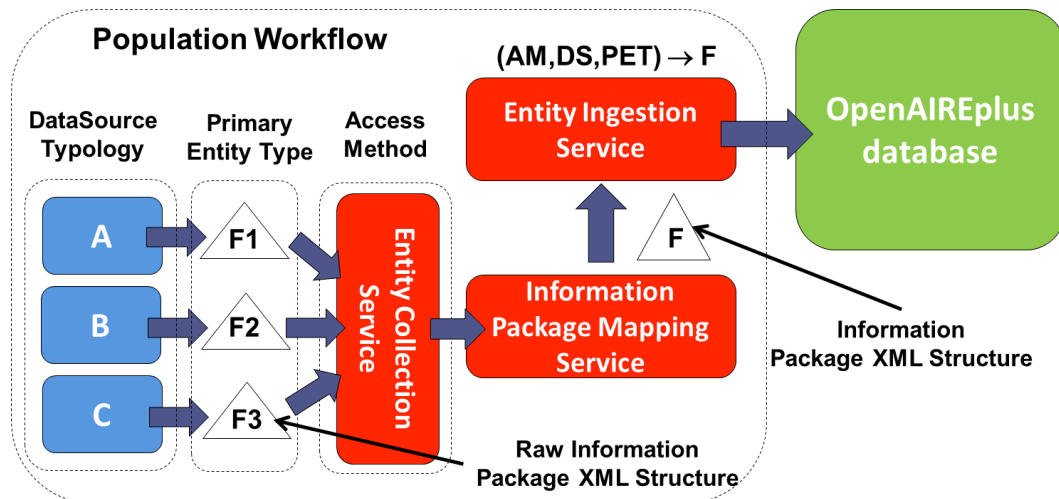 Population Workflow
(AM,DS,PET) → F
DataSource
Typology
Primary
Entity Type
Access
Method
Entity Ingestion
Service
OpenAIREplus
database
A
F1
B
F2
C
F3
Entity Collection
Service
F
Information
Package Mapping
Service
Information
Package XML Structure
Raw Information
Package XML Structure